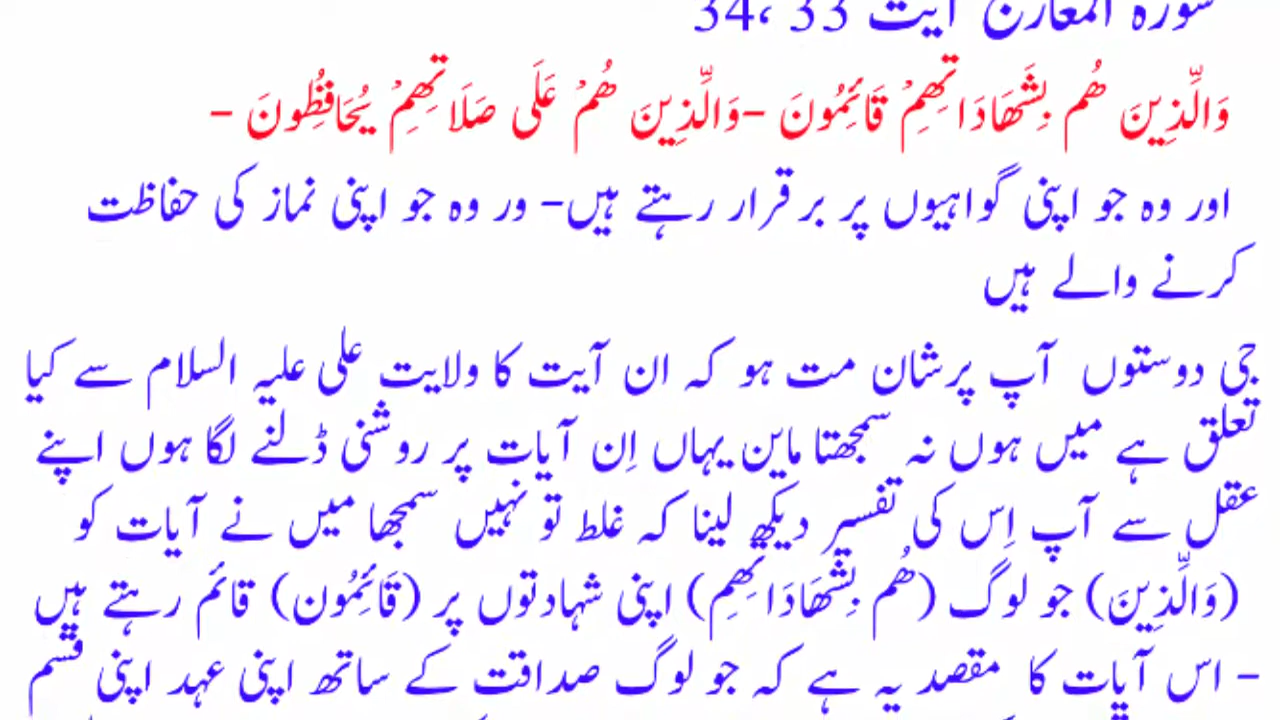 سورہ المعارج آیت 33 ،34
وَالَّذِينَ هُم بِشَهَادَاتِهِمْ قَائِمُونَ –وَالَّذِينَ هُمْ عَلَى صَلَاتِهِمْ يُحَافِظُونَ –
اور وہ جو اپنی گواہیوں پر برقرار رہتے ہیں– ور وہ جو اپنی نماز کی حفاظت
کرنے والے ہیں
جی دوستوں آپ پرشان مت ہو کہ ان آیت کا ولایت علی علیہ السلام سے کیا
تعلق ہے میں ہوں نہ سمجھتا ماین یہاں اِن آیات پر روشنی ڈلنے لگا ہوں اپنے
عقل سے آپ اِس کی تفسیر دیکھ لینا کہ غلط تو نہیں سمجھا میں نے آیات کو
(وَالَّذِينَ) جو لوگ (هُم بِشَهَادَاتِهِم) اپنی شہادتوں پر (قَائِمُون) قائم رہتے ہیں
– اس آیات کا مقصد یہ ہے کہ جو لوگ صداقت کے ساتھ اپنی عہد اپنی قسم